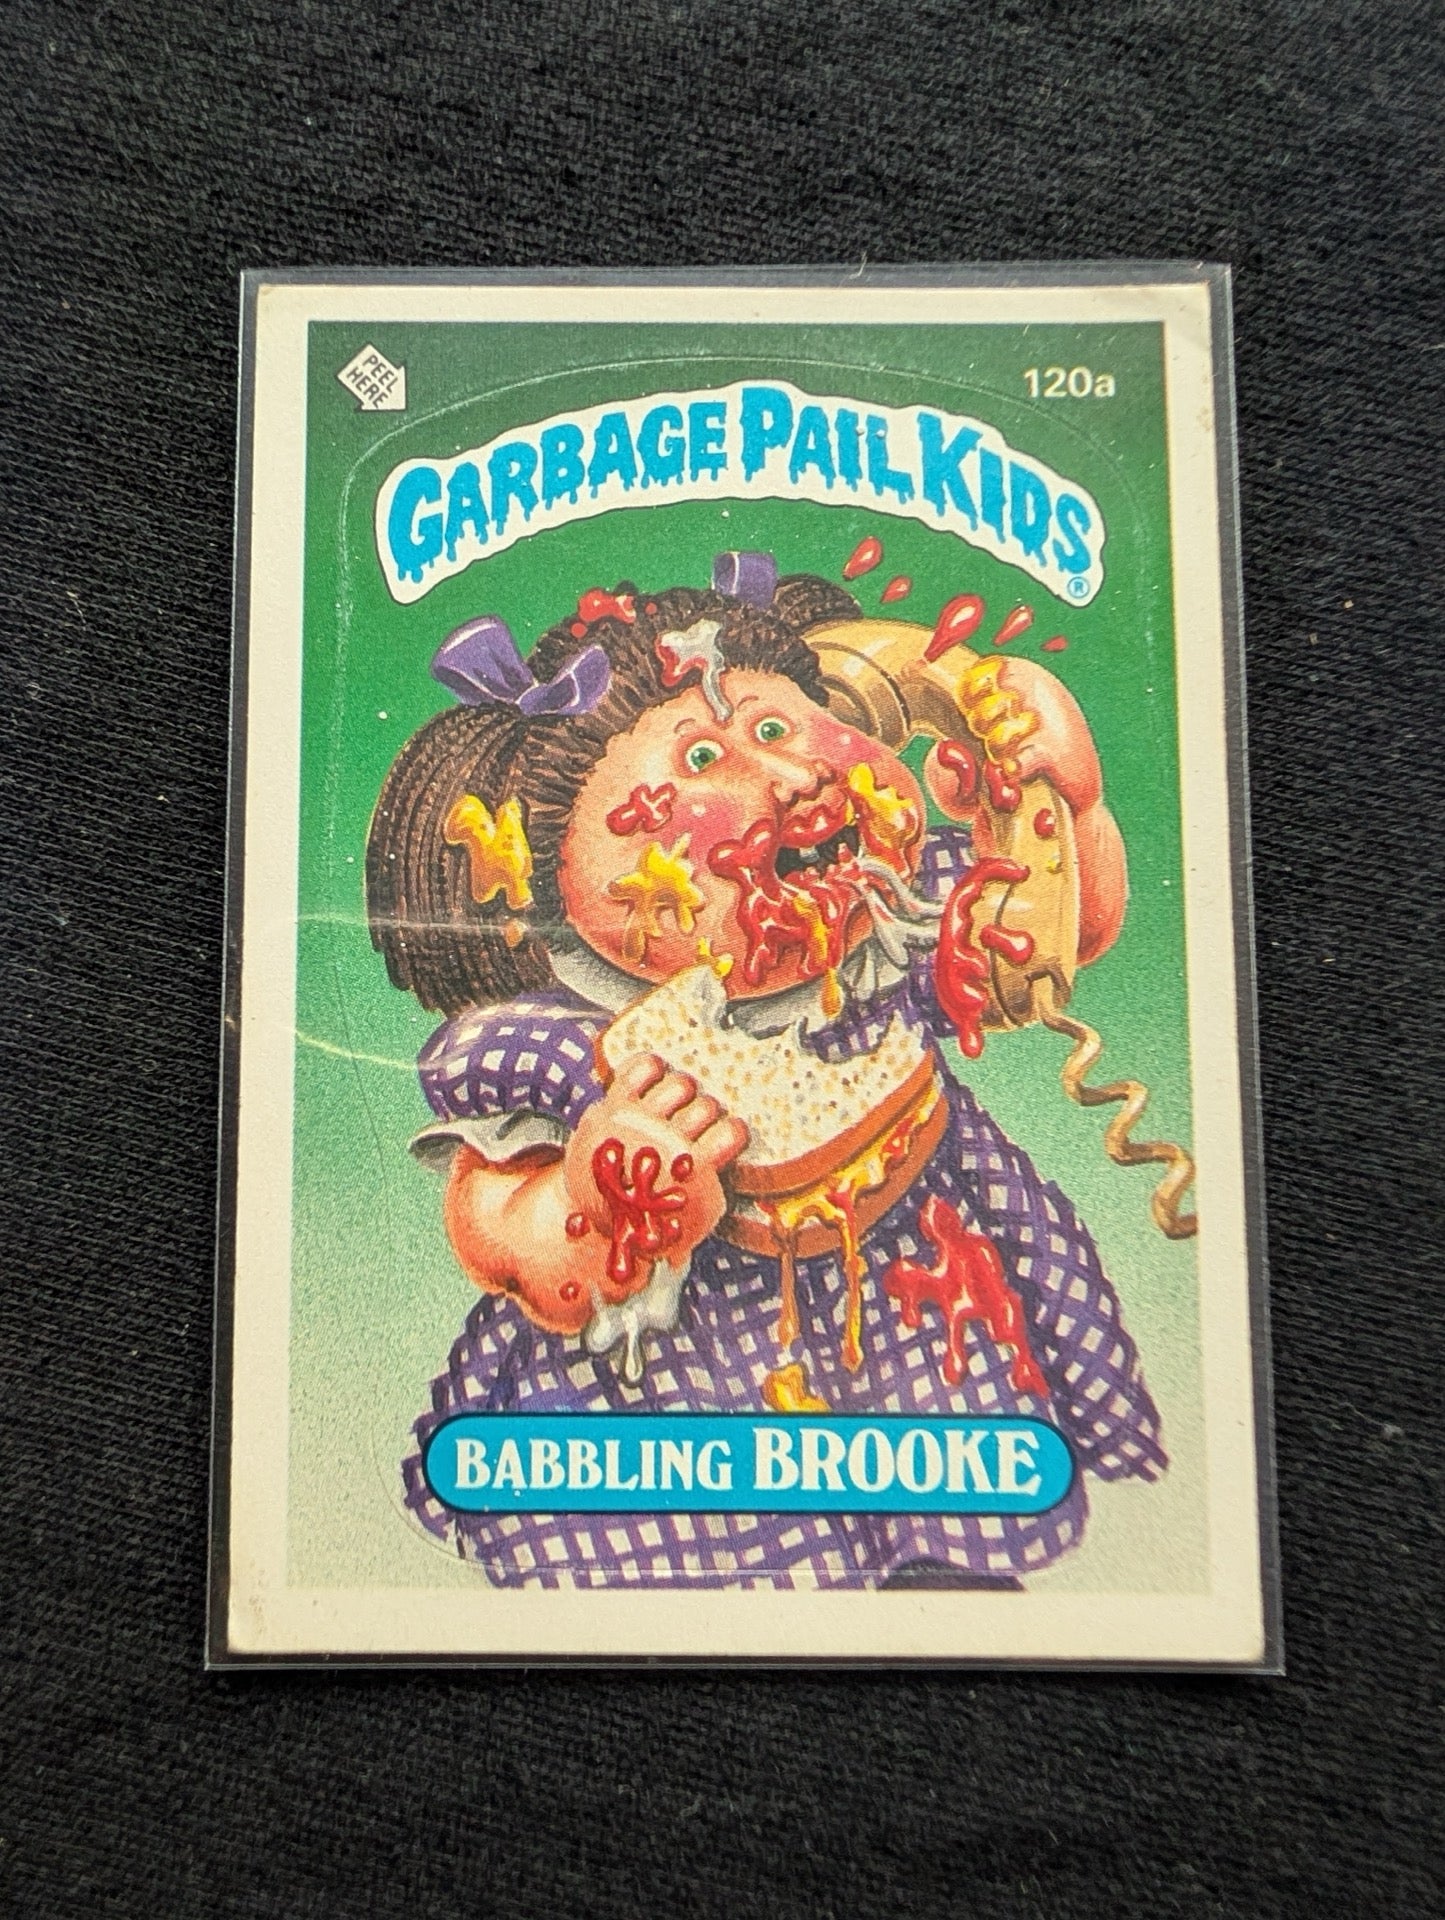 PEEL
HERE
120a
GARBAGE PAIL KIDS
®
BABBLING BROOKE